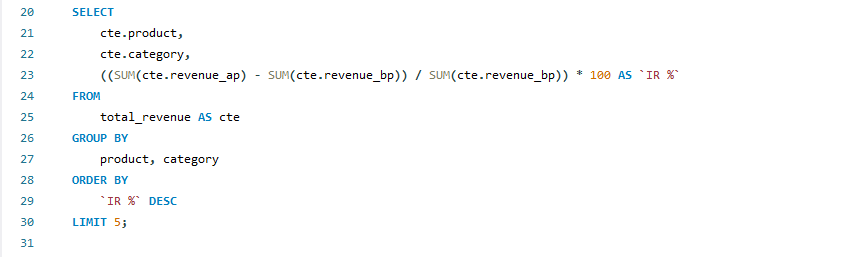 20 SELECT
21 cte.product,
22 cte.category,
23 ((SUM(cte.revenue_ap) - SUM(cte.revenue_bp)) / SUM(cte.revenue_bp)) * 100 AS `IR %`
24 FROM
25 total_revenue AS cte
26 GROUP BY
27 product, category
28 ORDER BY
29 `IR %` DESC
30 LIMIT 5;
31